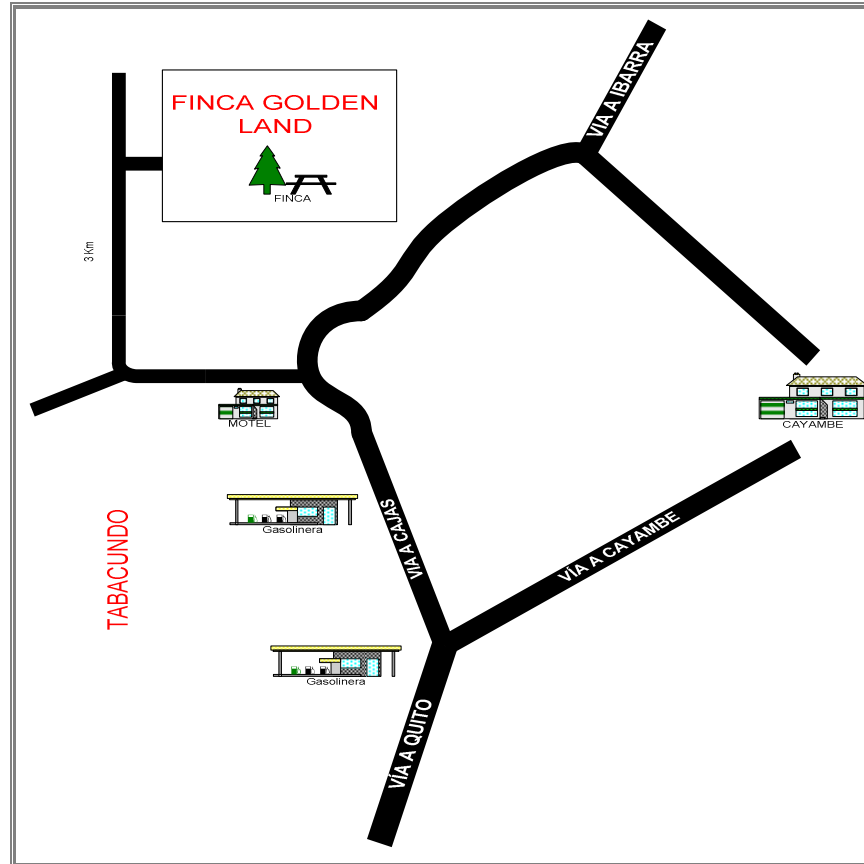 FINCA GOLDEN
LAND
FINCA
VIA A IBARRA
3 Km
MOTEL
CAYAMBE
Gasolinera
VIA A CAJAS
VÍA A CAYAMBE
TABACUNDO
Gasolinera
VÍA A QUITO